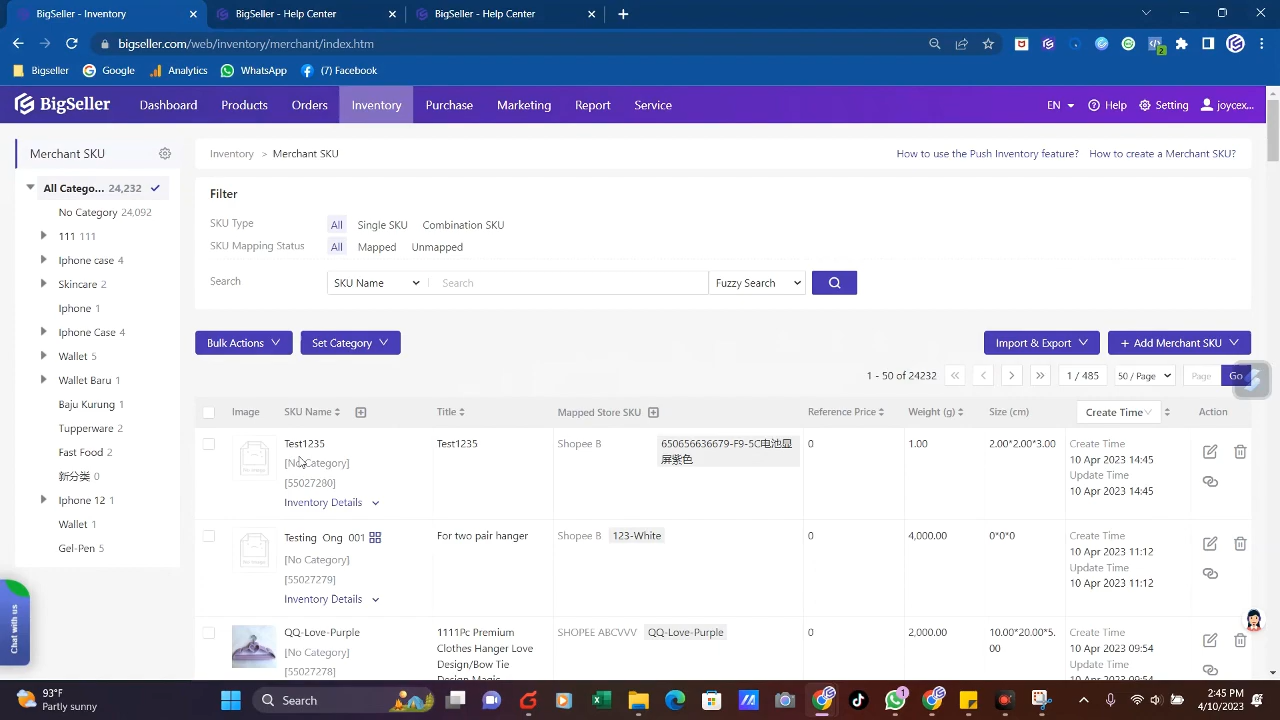 BigSeller - Inventory
BigSeller - Help Center
BigSeller - Help Center
bigseller.com/web/inventory/merchant/index.htm
2
Bigseller
Google
Analytics
WhatsApp
(7) Facebook
BigSeller
Dashboard
Products
Orders
Inventory
Purchase
Marketing
Report
Service
EN
Help
Setting
joycex,...
Merchant SKU
All Catego... 24,232
No Category 24,092
111 111
Iphone case 4
Skincare 2
Iphone 1
Iphone Case 4
Wallet 5
Wallet Baru 1
Baju Kurung 1
Tupperware 2
Fast Food 2
新分类 0
Iphone 12 1
Wallet 1
Gel-Pen 5
Chat with us
Inventory > Merchant SKU
How to use the Push Inventory feature?
How to create a Merchant SKU?
Filter
SKU Type
All
Single SKU
Combination SKU
SKU Mapping Status
All
Mapped
Unmapped
Search
SKU Name
Search
Fuzzy Search
Bulk Actions
Set Category
Import & Export
+ Add Merchant SKU
1 - 50 of 24232
1 / 485
50 / Page
Page
Go
Image
SKU Name
Title
Mapped Store SKU
Reference Price
Weight (g)
Size (cm)
Create Time
Action
Test1235
[No Category]
[55027280]
Inventory Details
Test1235
Shopee B
650656636679-F9-5C电池显
屏紫色
0
1.00
2.00*2.00*3.00
Create Time
10 Apr 2023 14:45
Update Time
10 Apr 2023 14:45
Testing Ong 001
[No Category]
[55027279]
Inventory Details
For two pair hanger
Shopee B
123-White
0
4,000.00
0*0*0
Create Time
10 Apr 2023 11:12
Update Time
10 Apr 2023 11:12
QQ-Love-Purple
[No Category]
[55027278]
1111Pc Premium
Clothes Hanger Love
Design/Bow Tie
Design Magic
SHOPEE ABCVVV
QQ-Love-Purple
0
2,000.00
10.00*20.00*5.
00
Create Time
10 Apr 2023 09:54
Update Time
93°F
Partly sunny
Search
1
2:45 PM
4/10/2023